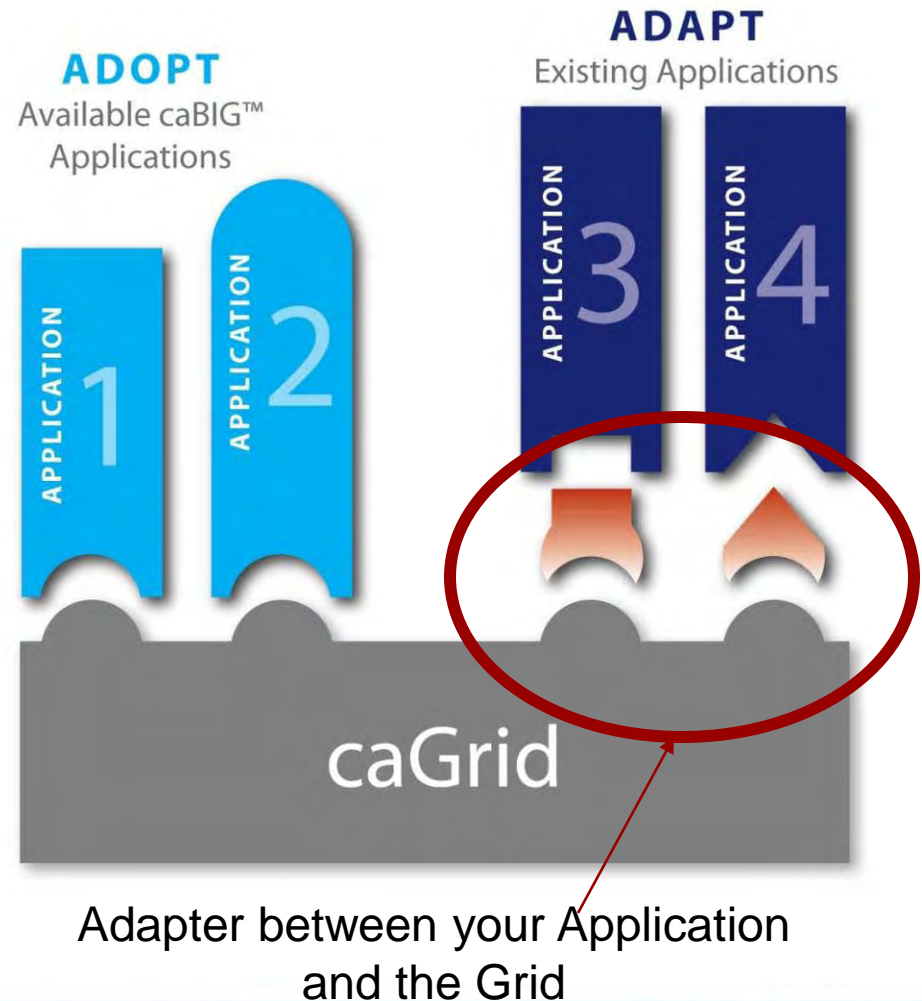 ADOPT
Available caBIG™
Applications
ADAPT
Existing Applications
APPLICATION
1
APPLICATION
2
APPLICATION
3
APPLICATION
4
caGrid
Adapter between your Application
and the Grid